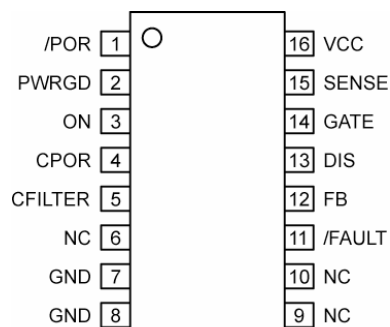 /POR 1 16 VCC
PWRGD 2 15 SENSE
ON 3 14 GATE
CPOR 4 13 DIS
CFILTER 5 12 FB
NC 6 11 /FAULT
GND 7 10 NC
GND 8 9 NC